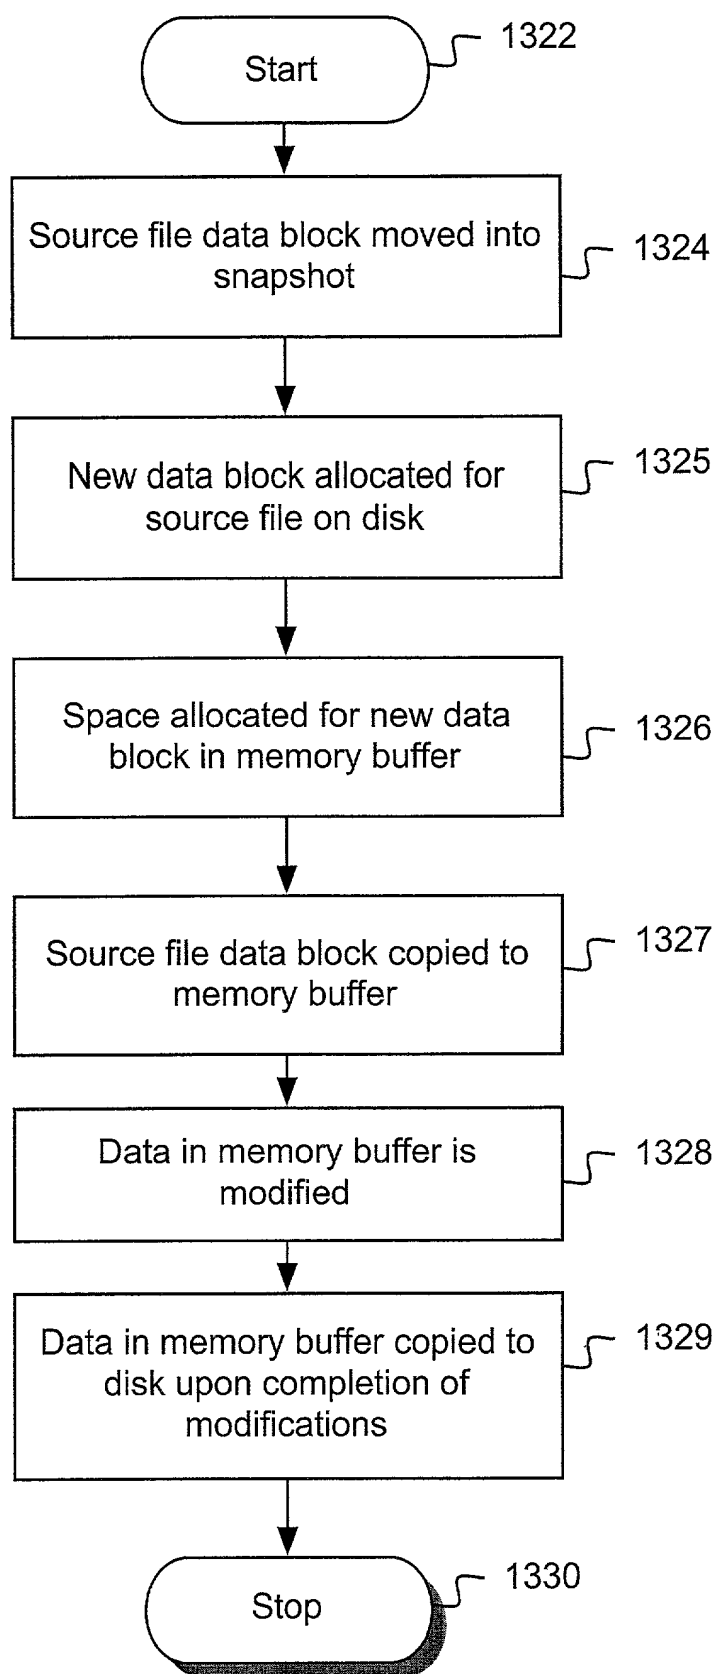 Start
1322
Source file data block moved into
snapshot
1324
New data block allocated for
source file on disk
1325
Space allocated for new data
block in memory buffer
1326
Source file data block copied to
memory buffer
1327
Data in memory buffer is
modified
1328
Data in memory buffer copied to
disk upon completion of
modifications
1329
Stop
1330